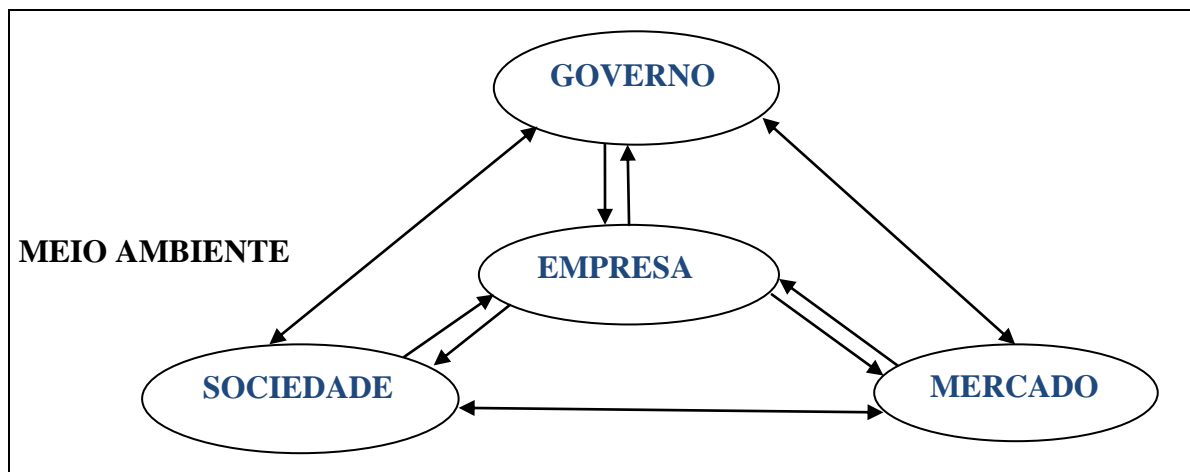 GOVERNO
MEIO AMBIENTE
EMPRESA
SOCIEDADE
MERCADO